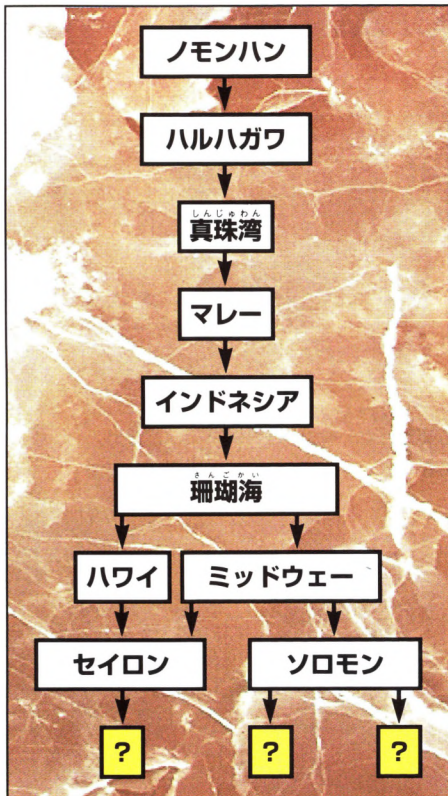 ノモンハン
ハルハガワ
しんじゅわん
真珠湾
マレー
インドネシア
さんごかい
珊瑚海
ハワイ ミッドウェー
セイロン ソロモン
? ? ?